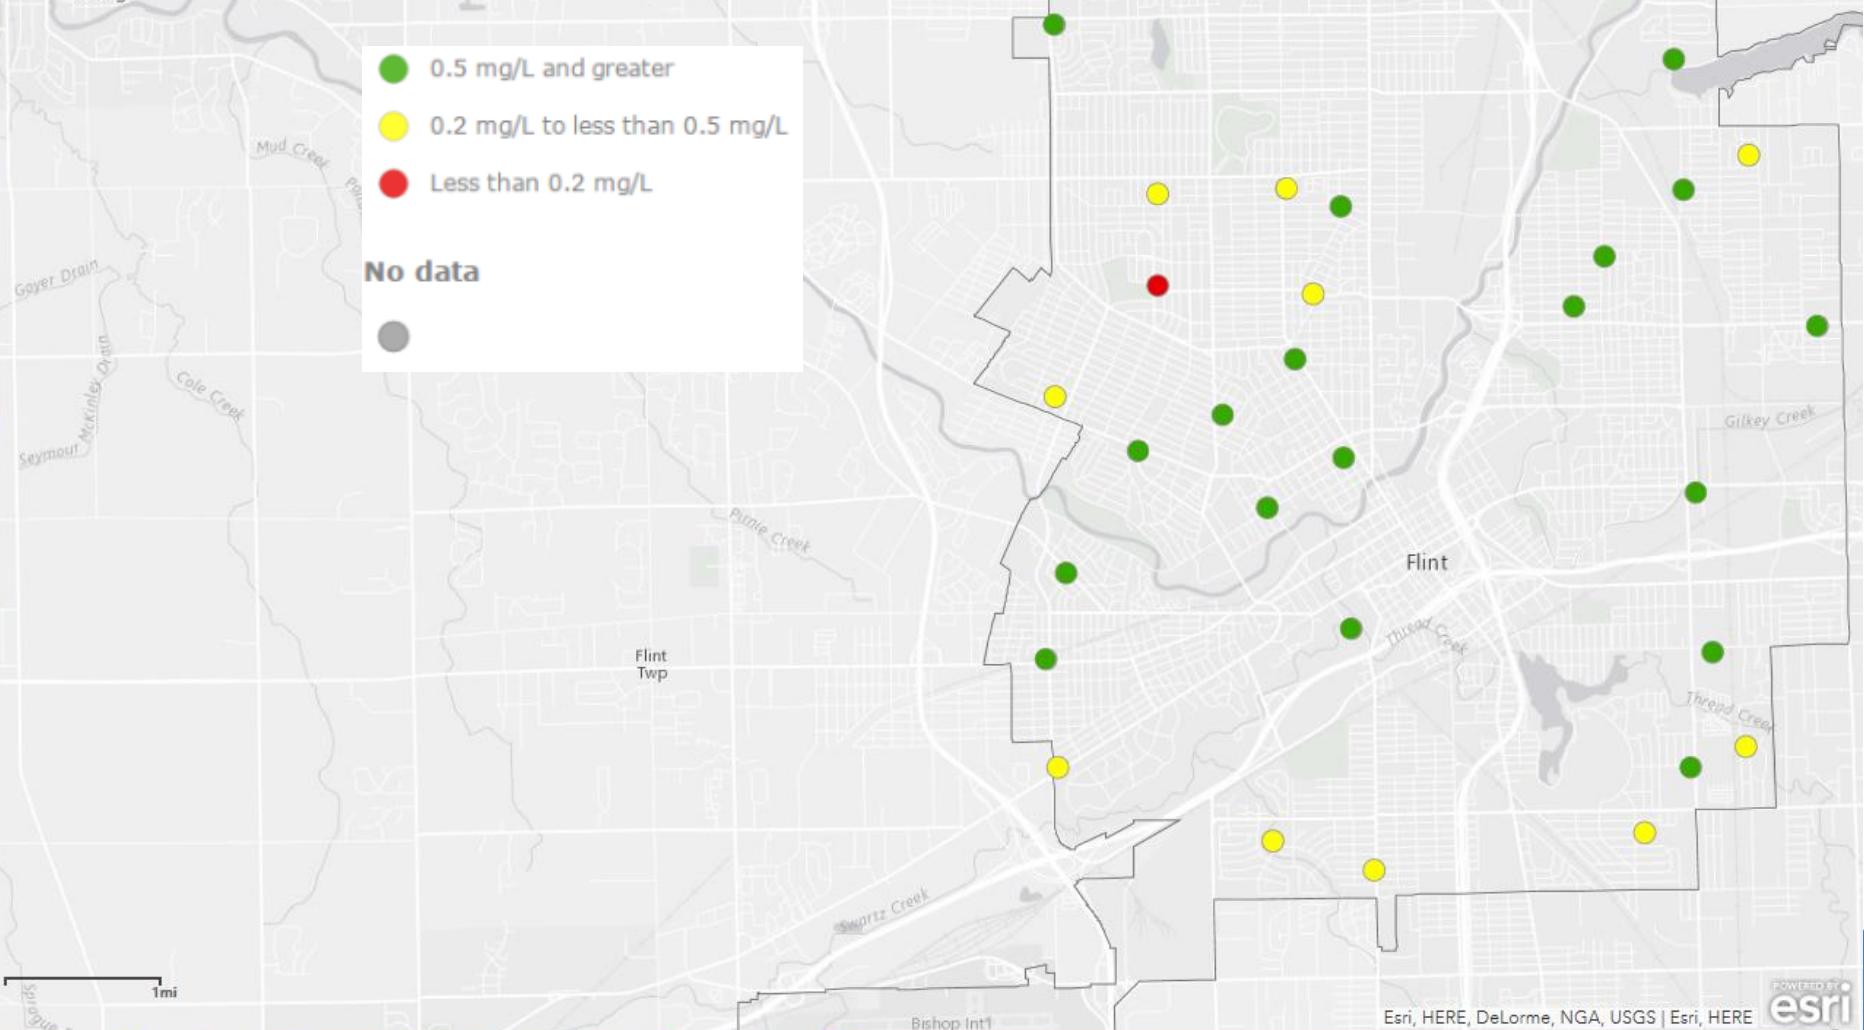 0.5 mg/L and greater
0.2 mg/L to less than 0.5 mg/L
Less than 0.2 mg/L
No data
Mud Creek
Goyer Drain
Seymour McKinley Drain
Cole Creek
Gilkey Creek
Pirnie Creek
Flint
Thread Creek
Flint
Twp
Thread Creek
Swartz Creek
1mi
Bishop Int'l
Esri, HERE, DeLorme, NGA, USGS | Esri, HERE
POWERED BY
esri